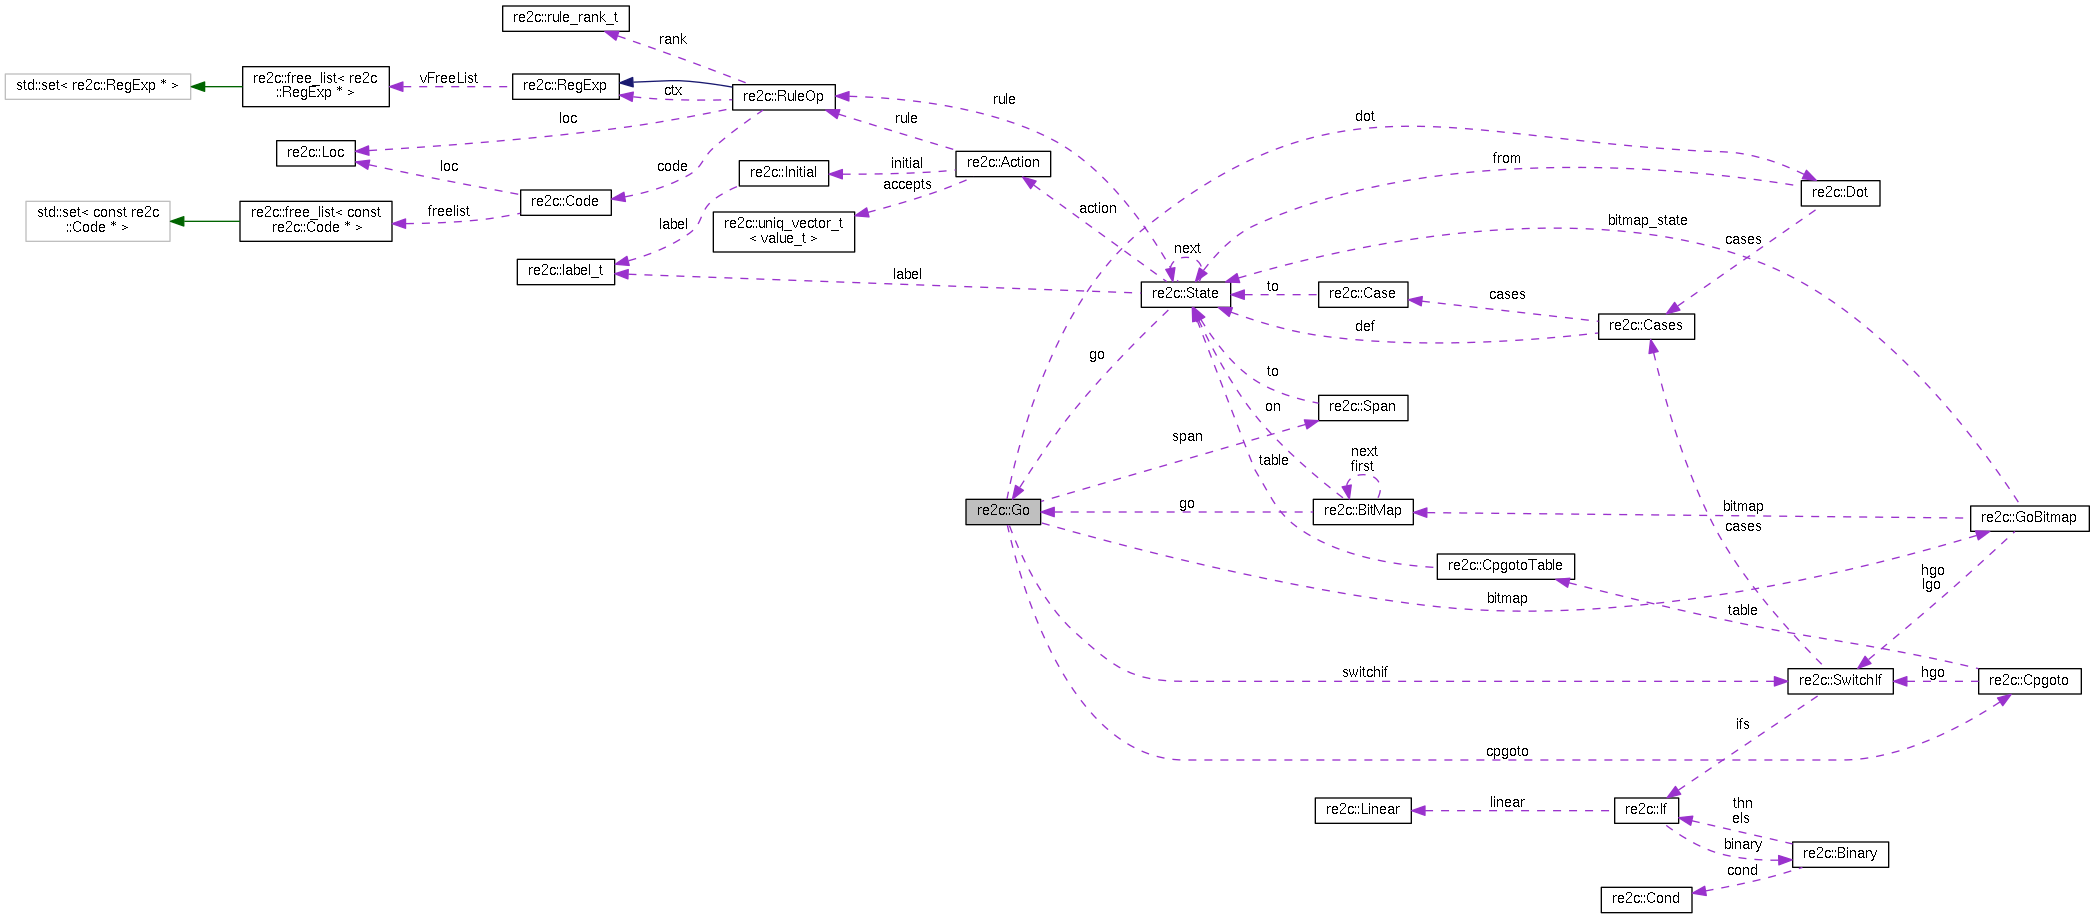 re2c::rule_rank_t
rank
std::set< re2c::RegExp * >
re2c::free_list< re2c
::RegExp * >
vFreeList
re2c::RegExp
ctx
re2c::RuleOp
rule
loc
rule
dot
re2c::Loc
loc
code
re2c::Initial
initial
accepts
re2c::Action
from
re2c::Dot
std::set< const re2c
::Code * >
re2c::free_list< const
re2c::Code * >
freelist
re2c::Code
label
re2c::uniq_vector_t
< value_t >
action
bitmap_state
cases
next
re2c::label_t
label
re2c::State
to
re2c::Case
cases
def
re2c::Cases
go
to
on
re2c::Span
span
table
next
first
re2c::Go
go
re2c::BitMap
bitmap
cases
re2c::GoBitmap
re2c::CpgotoTable
hgo
lgo
bitmap
table
switchif
re2c::SwitchIf
hgo
re2c::Cpgoto
ifs
cpgoto
re2c::Linear
linear
re2c::If
thn
els
binary
re2c::Binary
cond
re2c::Cond